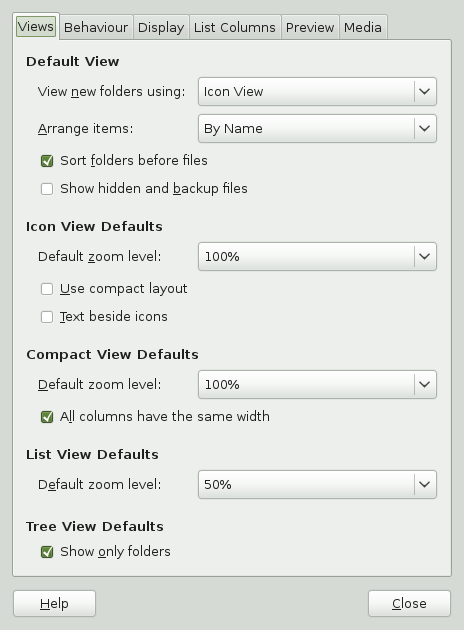 Views Behaviour Display List Columns Preview Media
Default View
View new folders using: Icon View
Arrange items: By Name
Sort folders before files
Show hidden and backup files
Icon View Defaults
Default zoom level: 100%
Use compact layout
Text beside icons
Compact View Defaults
Default zoom level: 100%
All columns have the same width
List View Defaults
Default zoom level: 50%
Tree View Defaults
Show only folders
Help Close